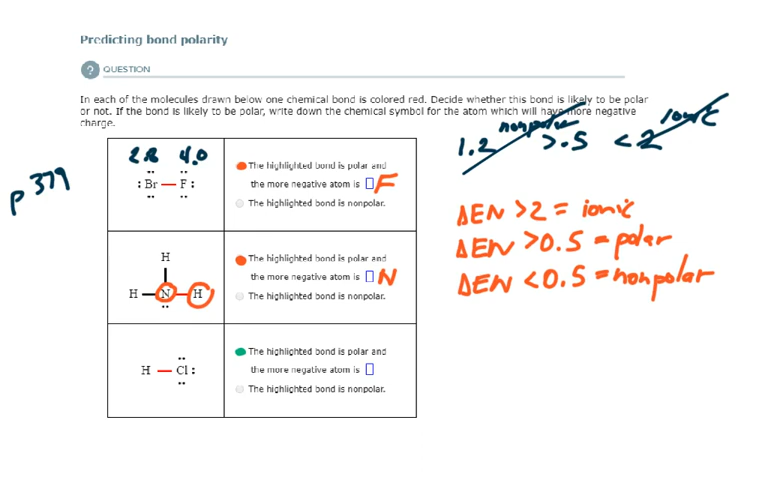 Predicting bond polarity
? QUESTION
In each of the molecules drawn below one chemical bond is colored red. Decide whether this bond is likely to be polar
or not. If the bond is likely to be polar, write down the chemical symbol for the atom which will have more negative
charge.
nonpolar ionic
1.2 >.5 <2
p 379
2.8 4.0
: Br — F :
The highlighted bond is polar and
the more negative atom is F
The highlighted bond is nonpolar.
ΔEN >2 = ionic
ΔEN >0.5 = polar
ΔEN <0.5 = nonpolar
H
H — N — H
The highlighted bond is polar and
the more negative atom is N
The highlighted bond is nonpolar.
H — Cl :
The highlighted bond is polar and
the more negative atom is
The highlighted bond is nonpolar.